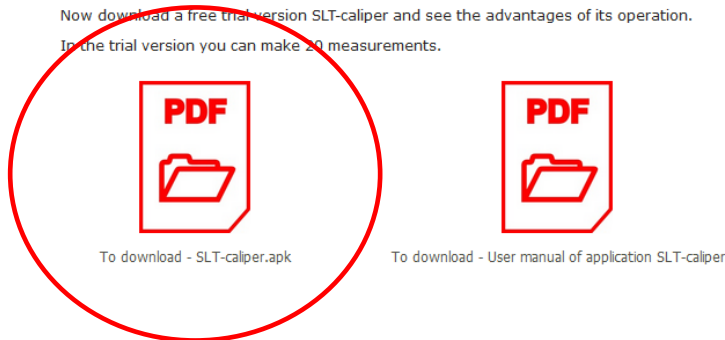 Now download a free trial version SLT-caliper and see the advantages of its operation.
In the trial version you can make 20 measurements.
PDF
PDF
To download - SLT-caliper.apk
To download - User manual of application SLT-caliper